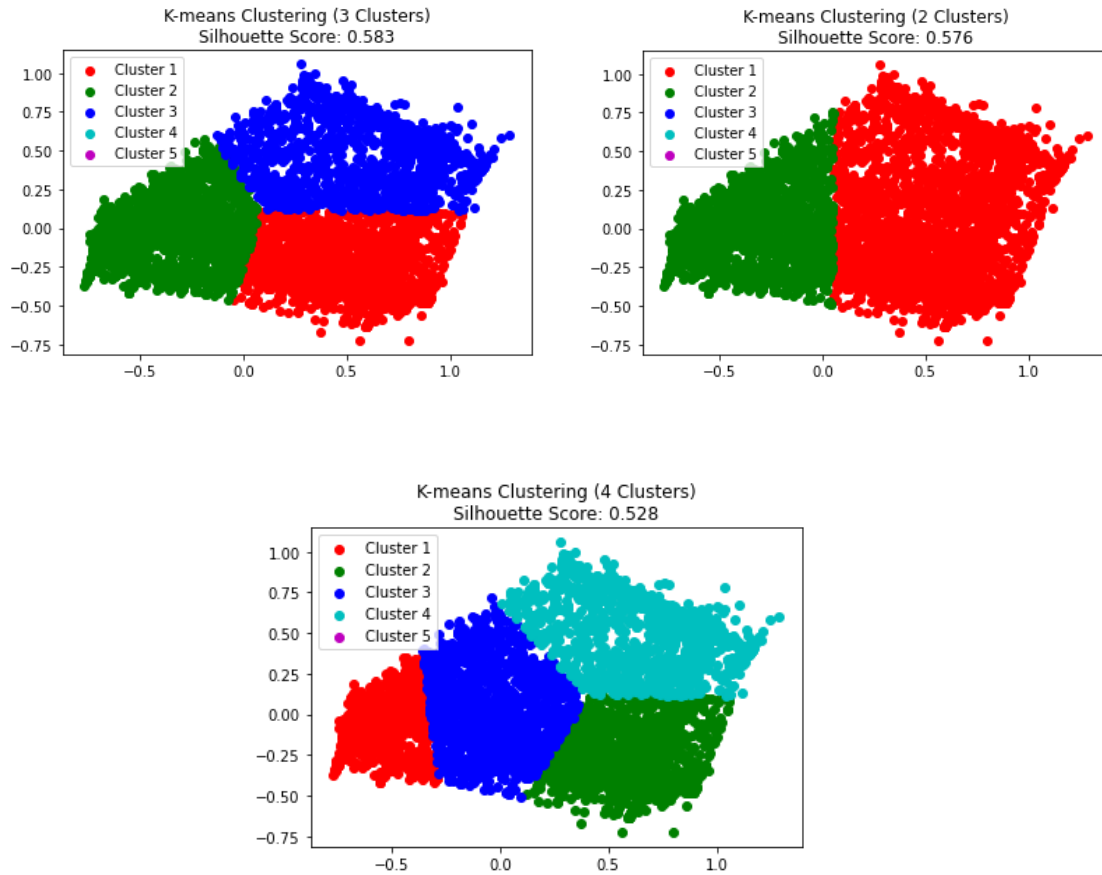 K-means Clustering (3 Clusters)
Silhouette Score: 0.583
1.00
0.75
0.50
0.25
0.00
−0.25
−0.50
−0.75
Cluster 1
Cluster 2
Cluster 3
Cluster 4
Cluster 5
−0.5
0.0
0.5
1.0
K-means Clustering (2 Clusters)
Silhouette Score: 0.576
1.00
0.75
0.50
0.25
0.00
−0.25
−0.50
−0.75
Cluster 1
Cluster 2
Cluster 3
Cluster 4
Cluster 5
−0.5
0.0
0.5
1.0
K-means Clustering (4 Clusters)
Silhouette Score: 0.528
1.00
0.75
0.50
0.25
0.00
−0.25
−0.50
−0.75
Cluster 1
Cluster 2
Cluster 3
Cluster 4
Cluster 5
−0.5
0.0
0.5
1.0